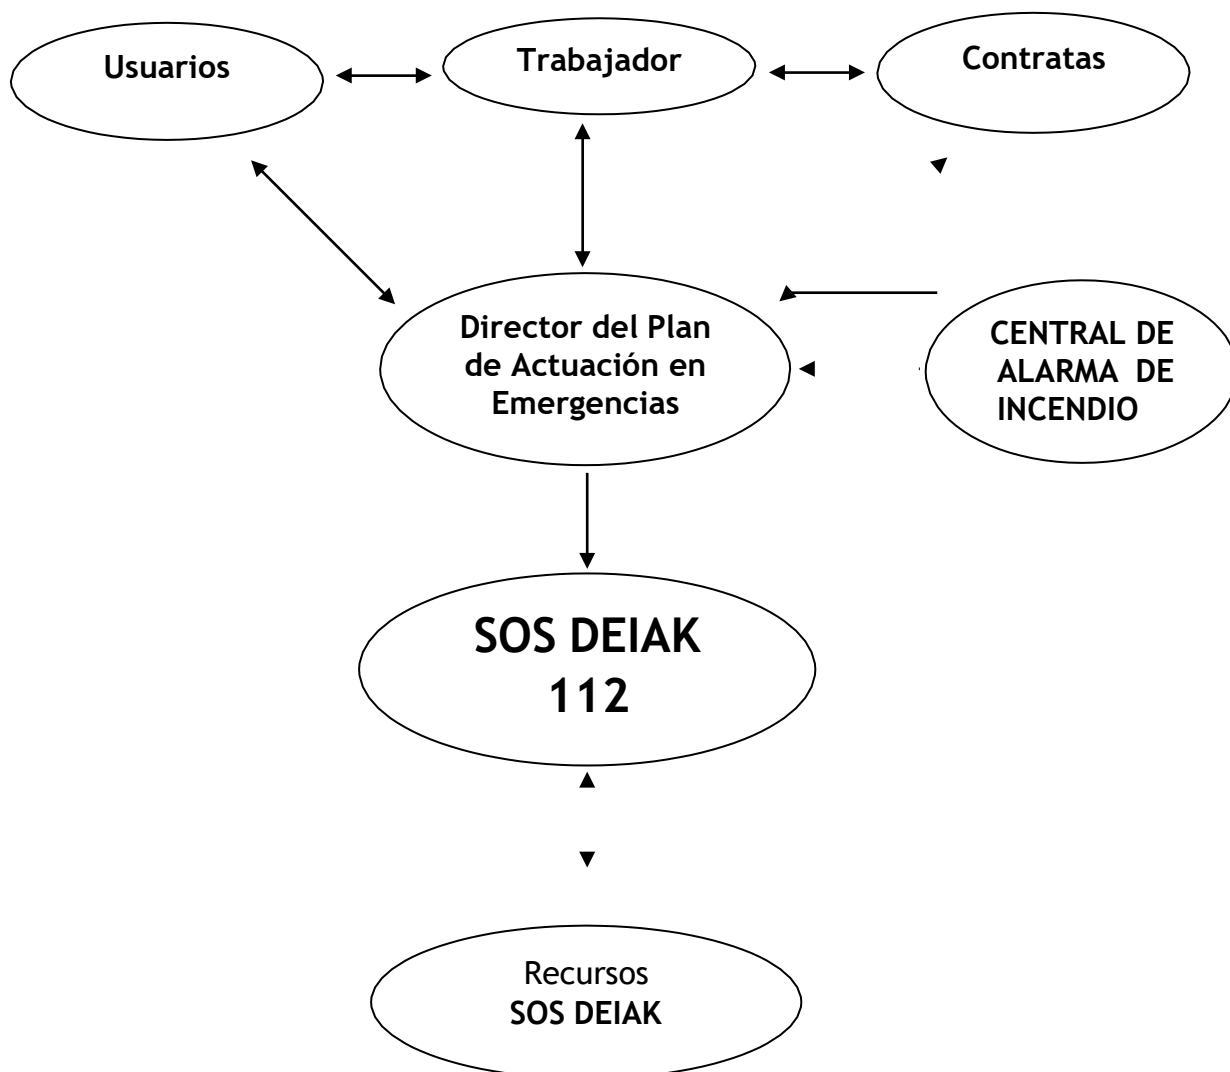 Usuarios
Trabajador
Contratas
Director del Plan
de Actuación en
Emergencias
CENTRAL DE
ALARMA DE
INCENDIO
SOS DEIAK
112
Recursos
SOS DEIAK